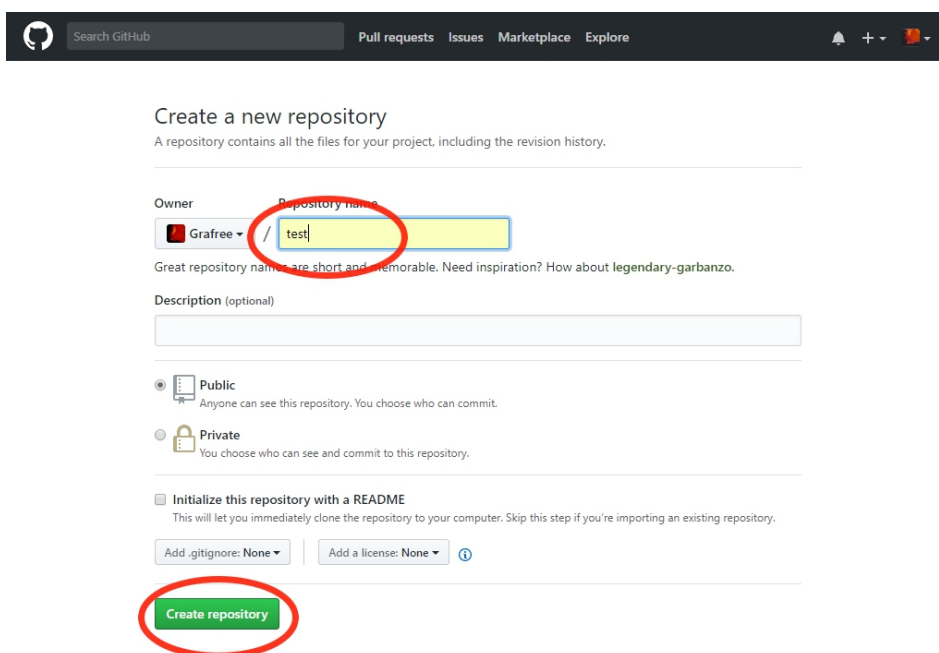 Search GitHub Pull requests Issues Marketplace Explore
Create a new repository
A repository contains all the files for your project, including the revision history.
Owner Repository name
Grafree / test
Great repository names are short and memorable. Need inspiration? How about legendary-garbanzo.
Description (optional)
Public
Anyone can see this repository. You choose who can commit.
Private
You choose who can see and commit to this repository.
Initialize this repository with a README
This will let you immediately clone the repository to your computer. Skip this step if you're importing an existing repository.
Add .gitignore: None Add a license: None
Create repository